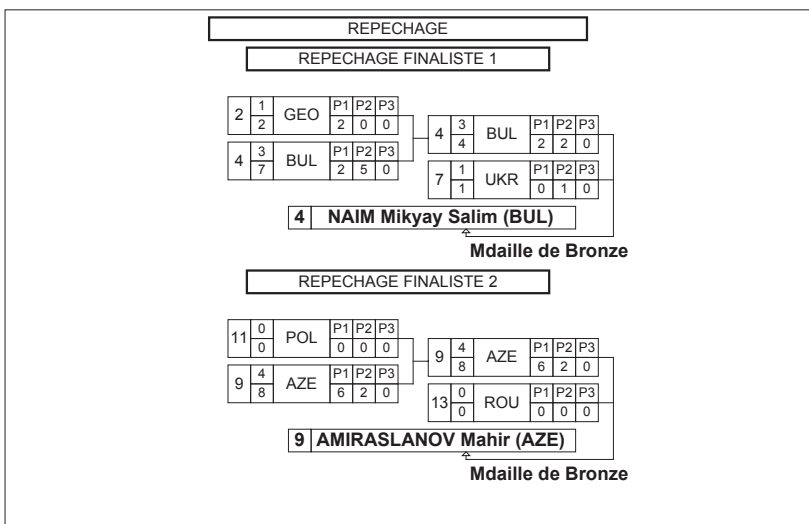 REPECHAGE
REPECHAGE FINALISTE 1
2 1 2 GEO P1 P2 P3 2 0 0
4 3 7 BUL P1 P2 P3 2 5 0
4 3 4 BUL P1 P2 P3 2 2 0
7 1 1 UKR P1 P2 P3 0 1 0
4 NAIM Mikyay Salim (BUL)
Mdaille de Bronze
REPECHAGE FINALISTE 2
11 0 0 POL P1 P2 P3 0 0 0
9 4 8 AZE P1 P2 P3 6 2 0
9 4 8 AZE P1 P2 P3 6 2 0
13 0 0 ROU P1 P2 P3 0 0 0
9 AMIRASLANOV Mahir (AZE)
Mdaille de Bronze